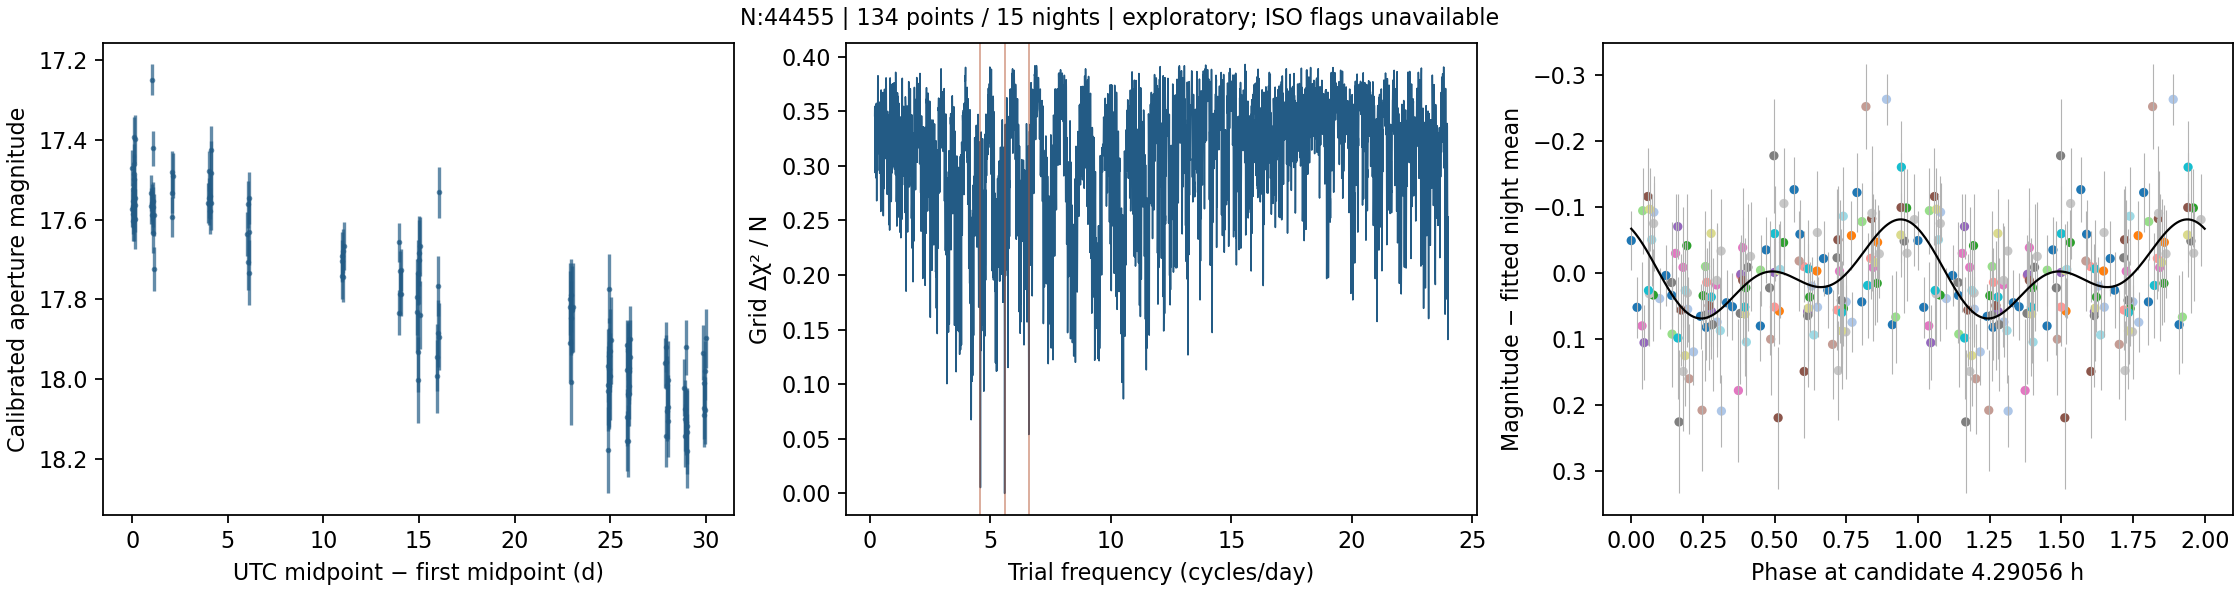 N:44455 | 134 points / 15 nights | exploratory; ISO flags unavailable
Calibrated aperture magnitude
17.2
17.4
17.6
17.8
18.0
18.2
0 5 10 15 20 25 30
UTC midpoint − first midpoint (d)
Grid Δχ² / N
0.40
0.35
0.30
0.25
0.20
0.15
0.10
0.05
0.00
0 5 10 15 20 25
Trial frequency (cycles/day)
Magnitude − fitted night mean
−0.3
−0.2
−0.1
0.0
0.1
0.2
0.3
0.00 0.25 0.50 0.75 1.00 1.25 1.50 1.75 2.00
Phase at candidate 4.29056 h